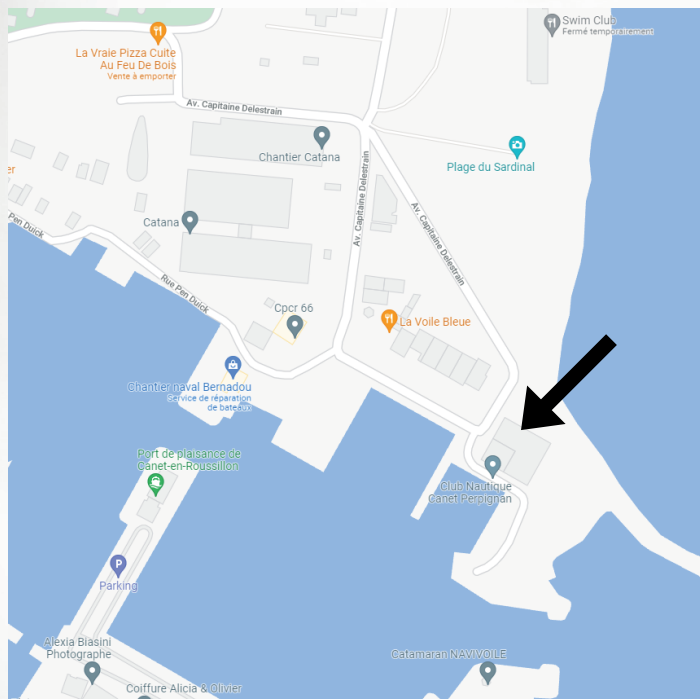 Swim Club
Fermé temporairement
La Vraie Pizza Cuite
Au Feu De Bois
Vente à emporter
Av. Capitaine Delestrain
Chantier Catana
Plage du Sardinal
er
Av. Capitaine Delestrain
Av. Capitaine Delestrain
Catana
Pen Duick
Rue Pen Duick
Cpcr 66
La Voile Bleue
Chantier naval Bernadou
Service de réparation
de bateaux
Port de plaisance de
Canet-en-Roussillon
Club Nautique
Canet Perpignan
P
Parking
Alexia Biasini
Photographe
Catamaran NAVIVOILE
Coiffure Alicia & Olivier